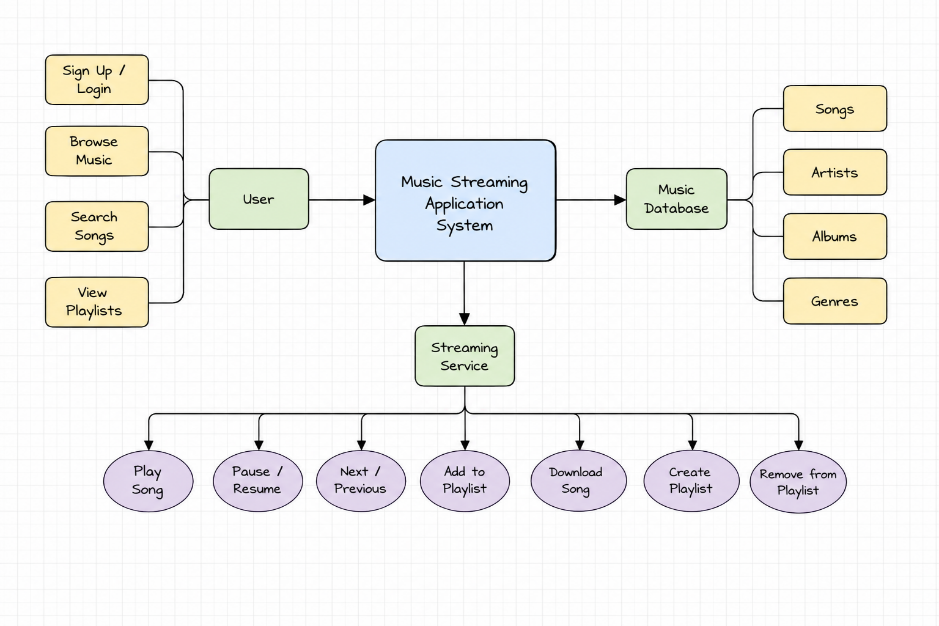 Sign Up /
Login
Browse
Music
Search
Songs
View
Playlists
User
Music Streaming
Application
System
Music
Database
Songs
Artists
Albums
Genres
Streaming
Service
Play
Song
Pause /
Resume
Next /
Previous
Add to
Playlist
Download
Song
Create
Playlist
Remove from
Playlist